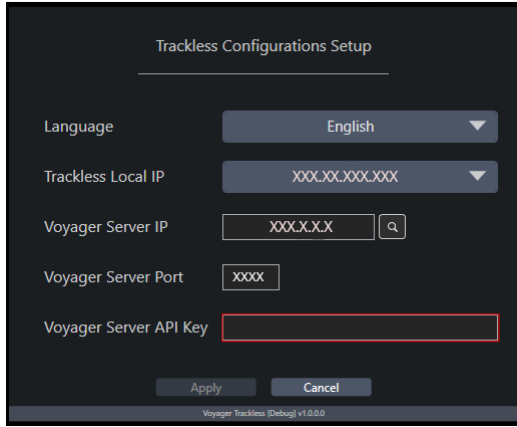 Trackless Configurations Setup
Language English
Trackless Local IP XXX.XX.XXX.XXX
Voyager Server IP XXX.X.X.X
Voyager Server Port XXXX
Voyager Server API Key
Apply Cancel
Voyager Trackless [Debug] v1.0.0.0